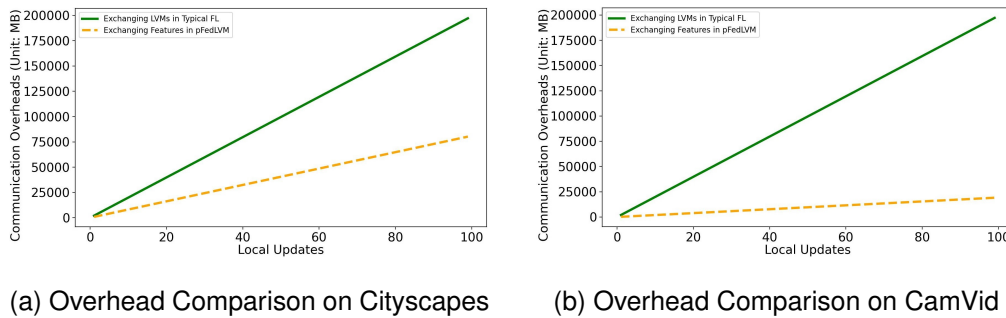 Communication Overheads (Unit: MB)
200000
175000
150000
125000
100000
75000
50000
25000
0
Exchanging LVMs in Typical FL
Exchanging Features in pFedLVM
0 20 40 60 80 100
Local Updates
(a) Overhead Comparison on Cityscapes
Communication Overheads (Unit: MB)
200000
175000
150000
125000
100000
75000
50000
25000
0
Exchanging LVMs in Typical FL
Exchanging Features in pFedLVM
0 20 40 60 80 100
Local Updates
(b) Overhead Comparison on CamVid